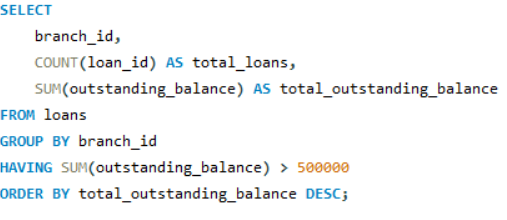 SELECT
    branch_id,
    COUNT(loan_id) AS total_loans,
    SUM(outstanding_balance) AS total_outstanding_balance
FROM loans
GROUP BY branch_id
HAVING SUM(outstanding_balance) > 500000
ORDER BY total_outstanding_balance DESC;